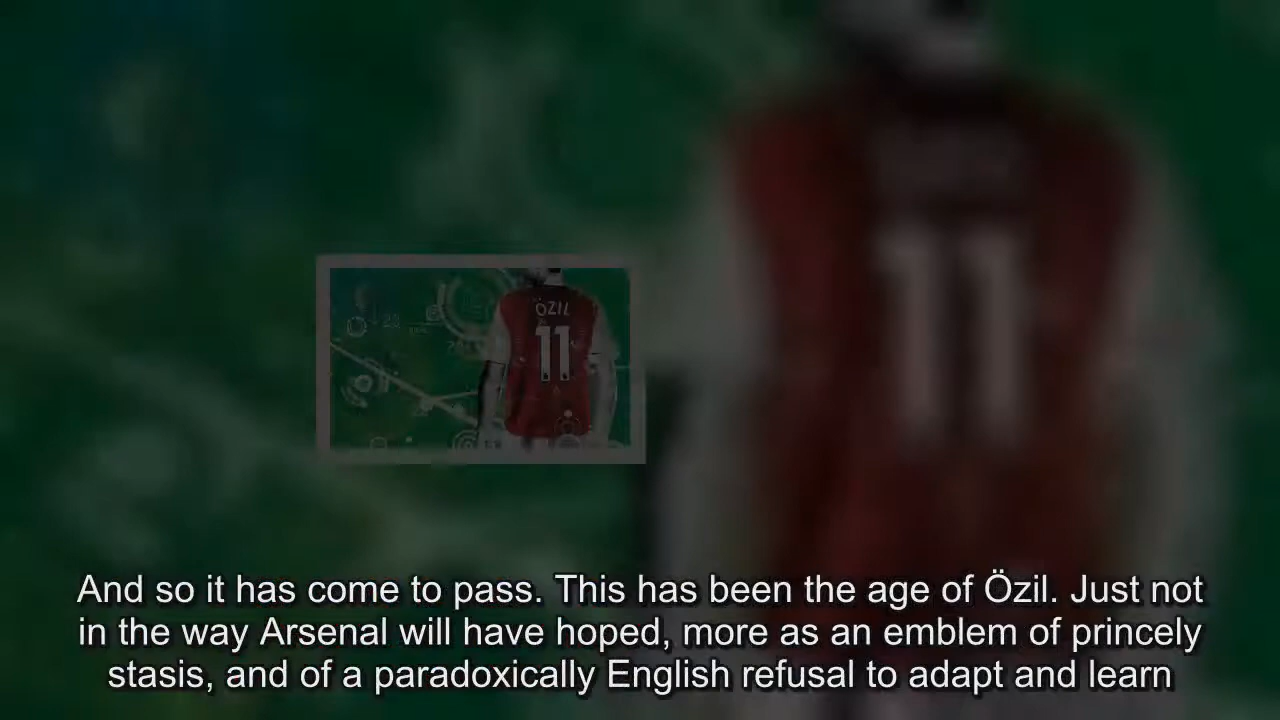 ÖZIL
11
11
And so it has come to pass. This has been the age of Özil. Just not
in the way Arsenal will have hoped, more as an emblem of princely
stasis, and of a paradoxically English refusal to adapt and learn